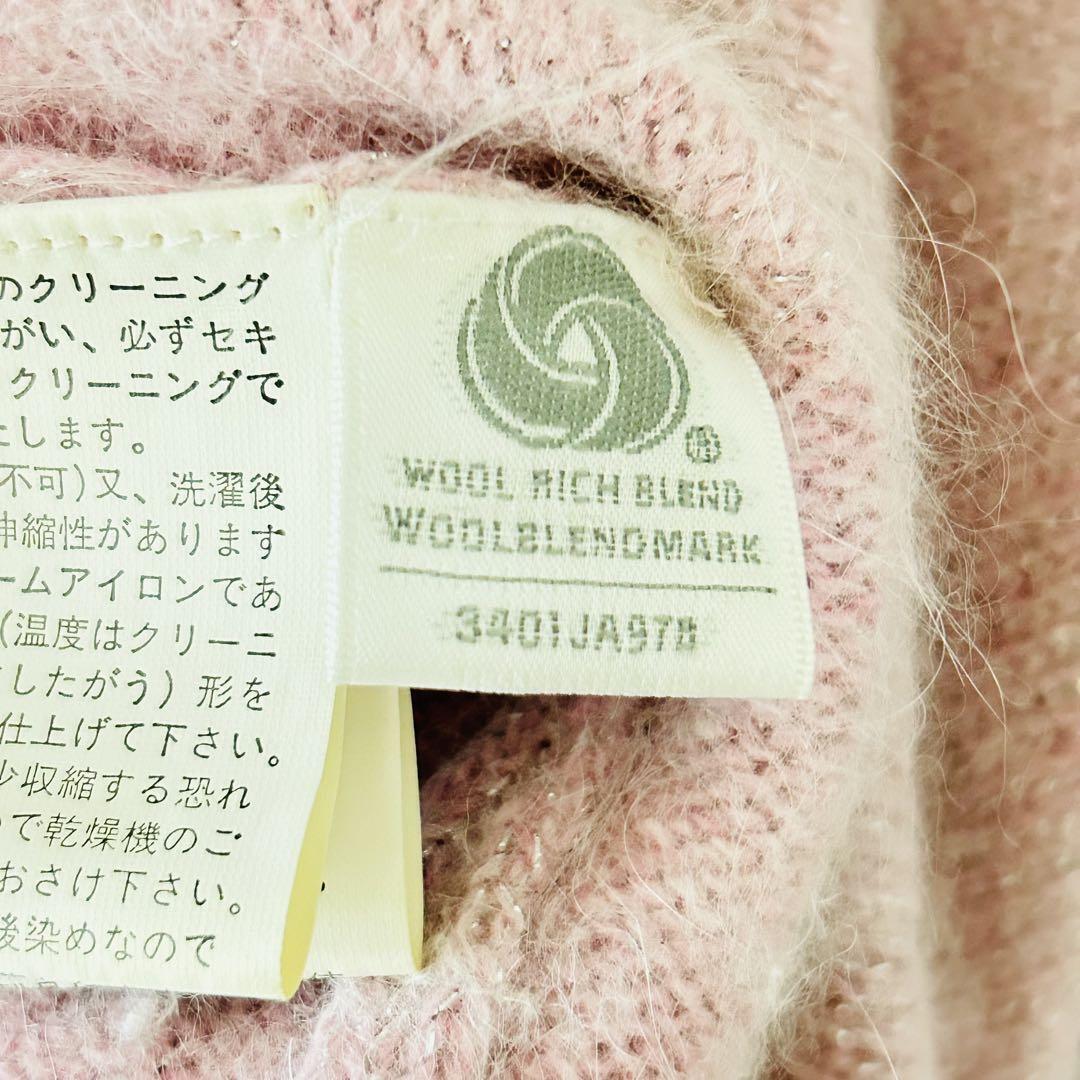 のクリーニング
がい、必ずセキ
クリーニングで
とします。
不可)又、洗濯後
伸縮性があります
ームアイロンであ
(温度はクリーニ
したがう)形を
仕上げて下さい。
少収縮する恐れ
ので乾燥機のご
おさけ下さい。
後染めなので
®
WOOL RICH BLEND
WOOLBLENDMARK
3401JA97#